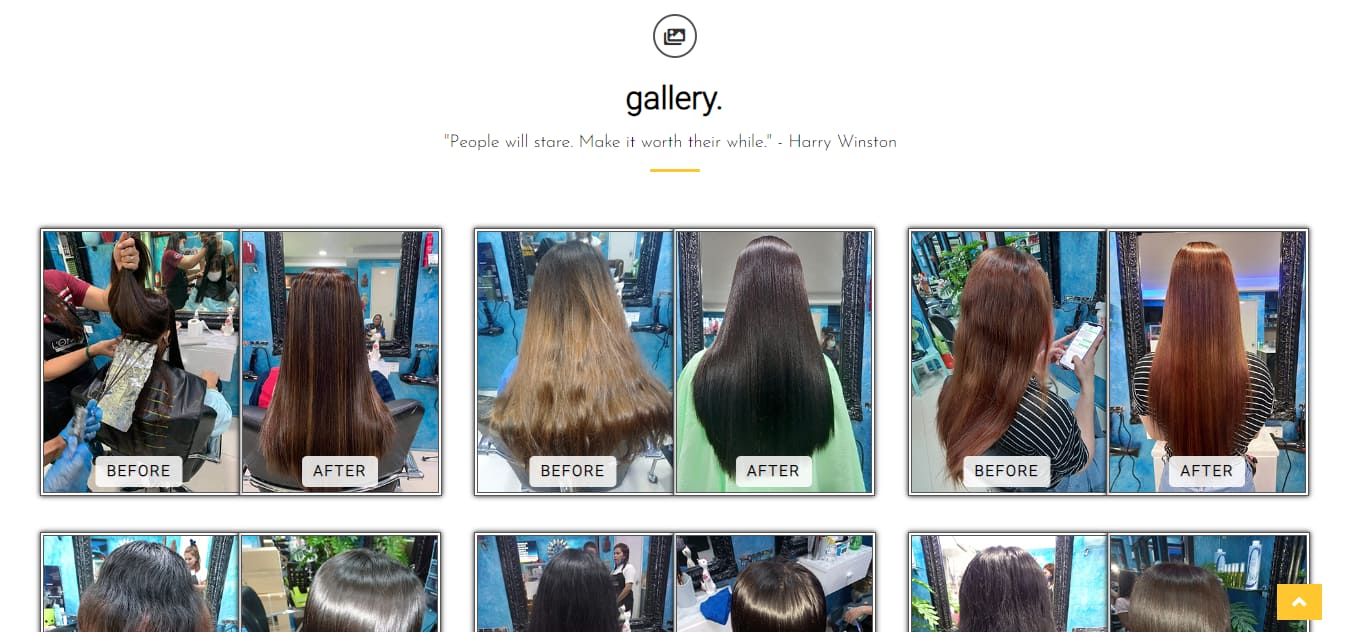 gallery.
"People will stare. Make it worth their while." - Harry Winston
BEFORE AFTER BEFORE AFTER BEFORE AFTER